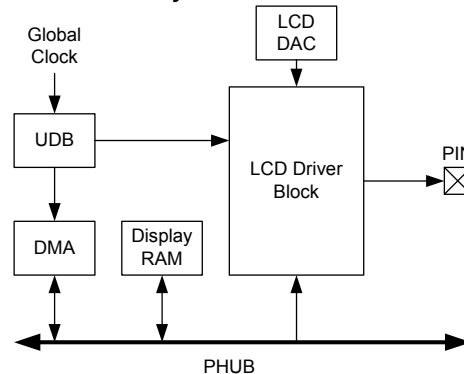 LCD
DAC
Global
Clock
UDB
LCD Driver
Block
PIN
DMA
Display
RAM
PHUB